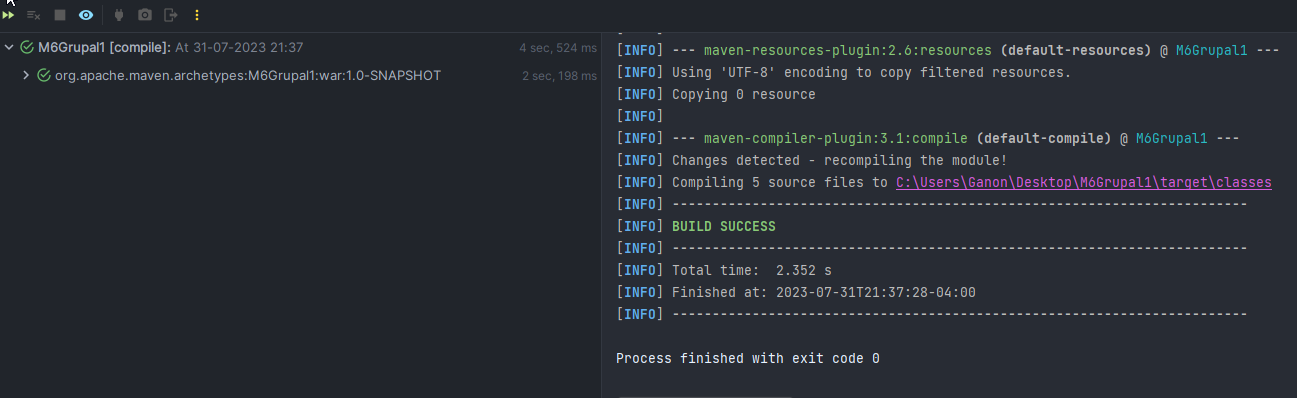 M6Grupal1 [compile]: At 31-07-2023 21:37 4 sec, 524 ms
org.apache.maven.archetypes:M6Grupal1:war:1.0-SNAPSHOT 2 sec, 198 ms
[INFO] --- maven-resources-plugin:2.6:resources (default-resources) @ M6Grupal1 ---
[INFO] Using 'UTF-8' encoding to copy filtered resources.
[INFO] Copying 0 resource
[INFO]
[INFO] --- maven-compiler-plugin:3.1:compile (default-compile) @ M6Grupal1 ---
[INFO] Changes detected - recompiling the module!
[INFO] Compiling 5 source files to C:\Users\Ganon\Desktop\M6Grupal1\target\classes
[INFO] ------------------------------------------------------------------------
[INFO] BUILD SUCCESS
[INFO] ------------------------------------------------------------------------
[INFO] Total time:  2.352 s
[INFO] Finished at: 2023-07-31T21:37:28-04:00
[INFO] ------------------------------------------------------------------------
Process finished with exit code 0